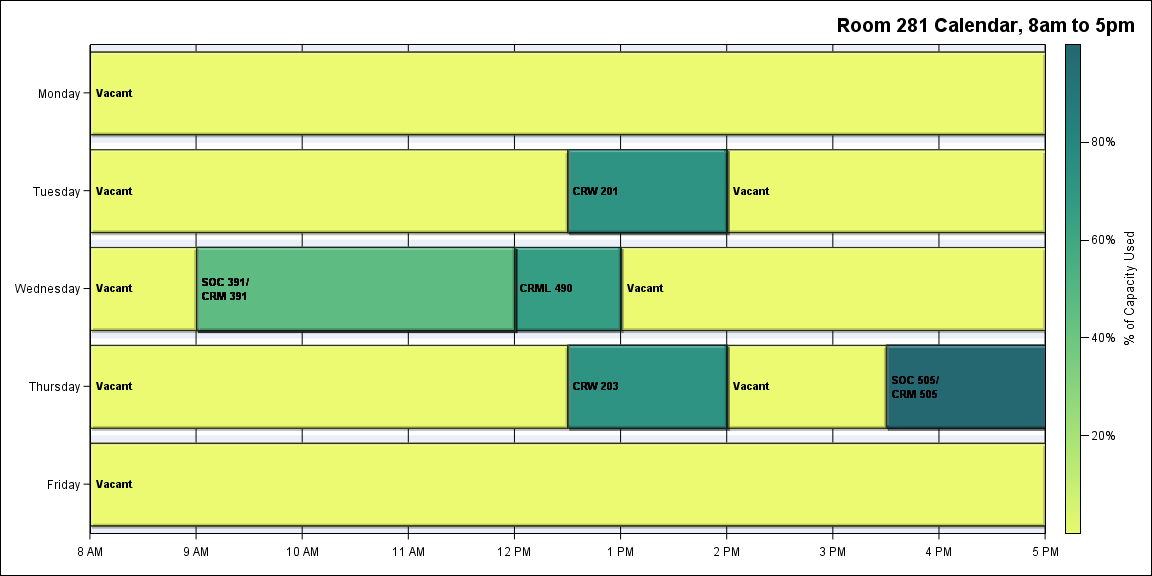 Room 281 Calendar, 8am to 5pm
Monday
Vacant
Tuesday
Vacant
CRW 201
Vacant
Wednesday
Vacant
SOC 391/
CRM 391
CRML 490
Vacant
Thursday
Vacant
CRW 203
Vacant
SOC 505/
CRM 505
Friday
Vacant
8 AM
9 AM
10 AM
11 AM
12 PM
1 PM
2 PM
3 PM
4 PM
5 PM
80%
60%
40%
20%
% of Capacity Used